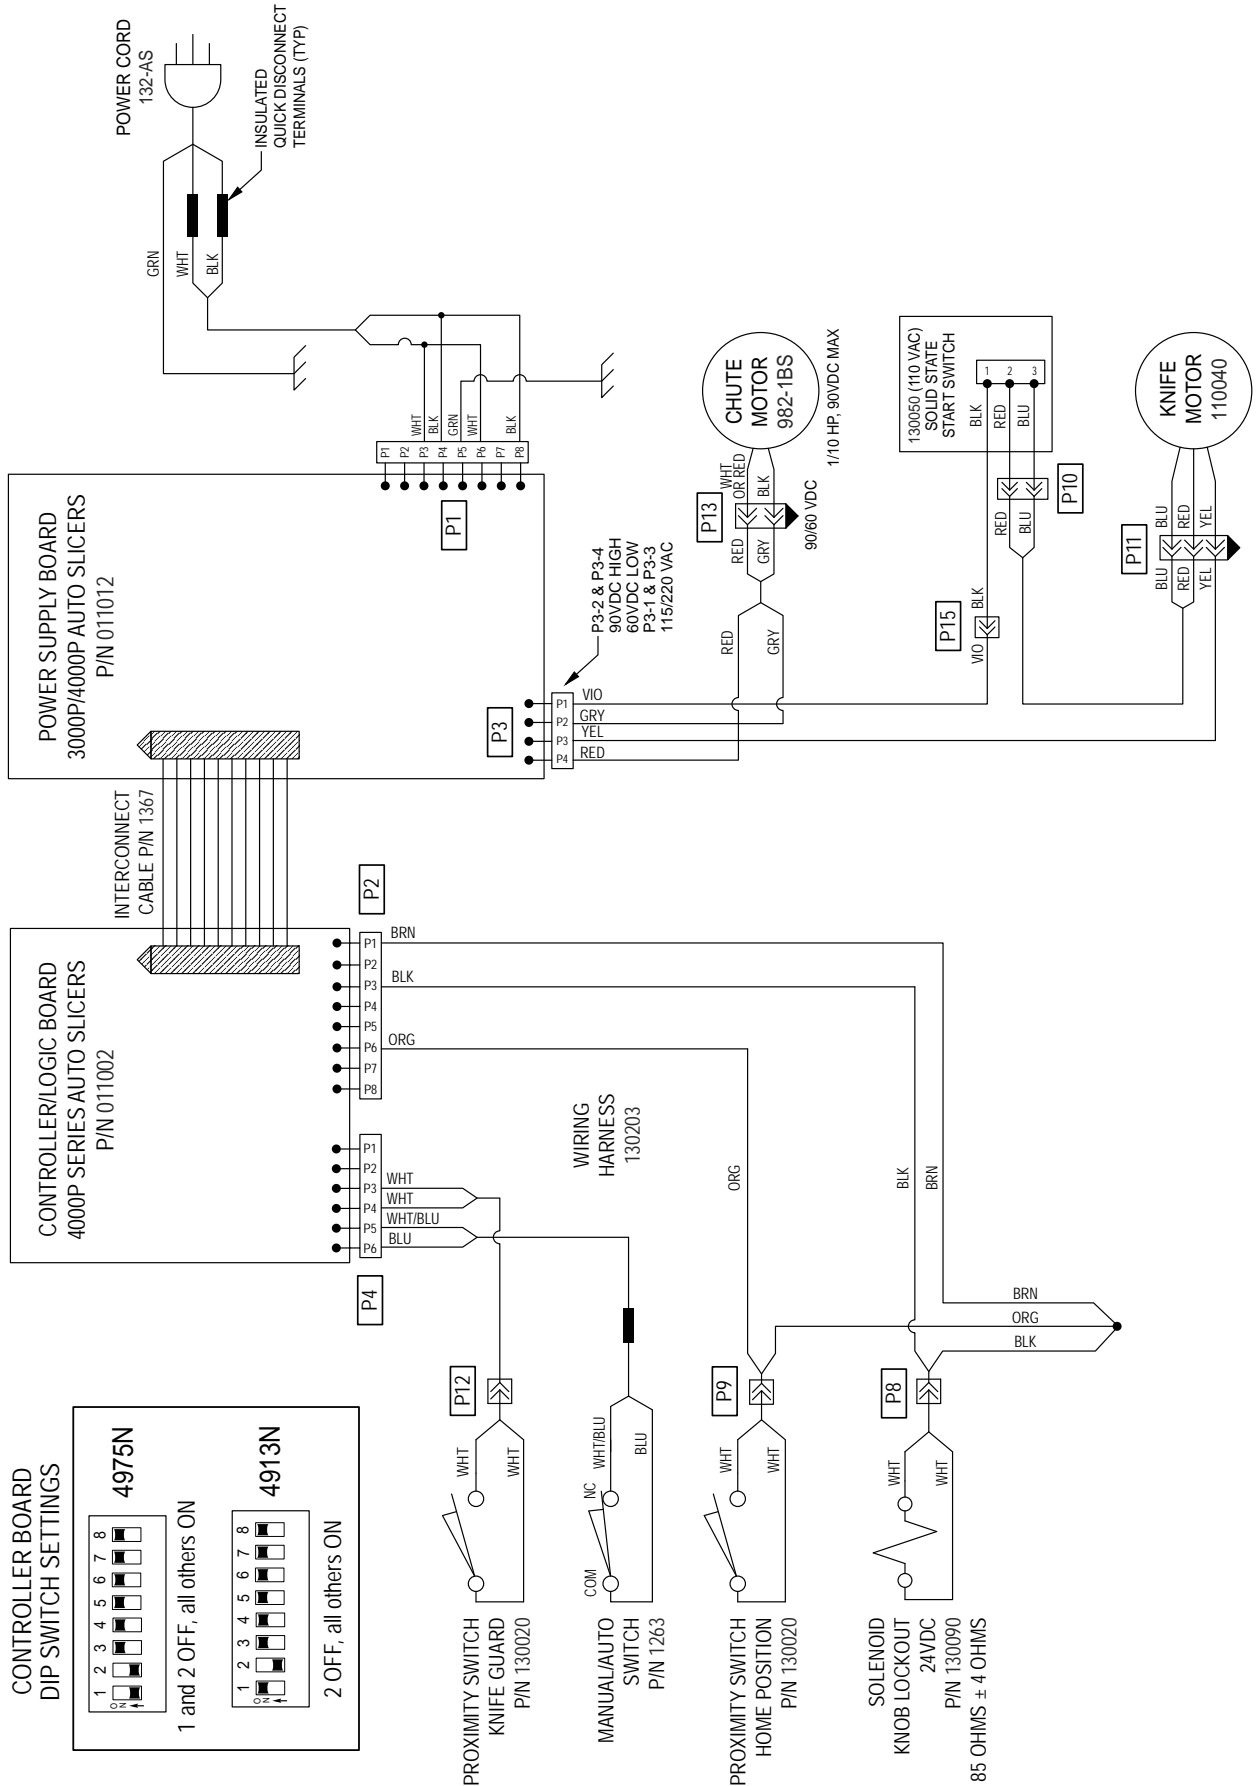 CONTROLLER BOARD
DIP SWITCH SETTINGS
1 2 3 4 5 6 7 8
ON
4975N
1 and 2 OFF, all others ON
1 2 3 4 5 6 7 8
ON
4913N
2 OFF, all others ON
CONTROLLER/LOGIC BOARD
4000P SERIES AUTO SLICERS
P/N 011002
INTERCONNECT
CABLE P/N 1367
POWER SUPPLY BOARD
3000P/4000P AUTO SLICERS
P/N 011012
POWER CORD
132-AS
INSULATED
QUICK DISCONNECT
TERMINALS (TYP)
GRN
WHT
BLK
P1
P1
P2
P3
P4
P5
P6
P7
P8
WHT
BLK
GRN
WHT
BLK
P4
P1
P2
P3
P4
P5
P6
WHT
WHT
WHT/BLU
BLU
P2
P1
P2
P3
P4
P5
P6
P7
P8
BRN
BLK
ORG
P3
P1
P2
P3
P4
VIO
GRY
YEL
RED
P3-2 & P3-4
90VDC HIGH
60VDC LOW
P3-1 & P3-3
115/220 VAC
RED
GRY
P13
RED
GRY
WHT
OR RED
BLK
90/60 VDC
CHUTE
MOTOR
982-1BS
1/10 HP, 90VDC MAX
P15
VIO
BLK
130050 (110 VAC)
SOLID STATE
START SWITCH
BLK
RED
BLU
1
2
3
P10
RED
BLU
P11
BLU
RED
YEL
BLU
RED
YEL
KNIFE
MOTOR
110040
WIRING
HARNESS
130203
PROXIMITY SWITCH
KNIFE GUARD
P/N 130020
WHT
WHT
P12
MANUAL/AUTO
SWITCH
P/N 1263
COM
NC
WHT/BLU
BLU
PROXIMITY SWITCH
HOME POSITION
P/N 130020
WHT
WHT
P9
ORG
SOLENOID
KNOB LOCKOUT
24VDC
P/N 130090
85 OHMS ± 4 OHMS
WHT
WHT
P8
BLK
BRN
BRN
ORG
BLK